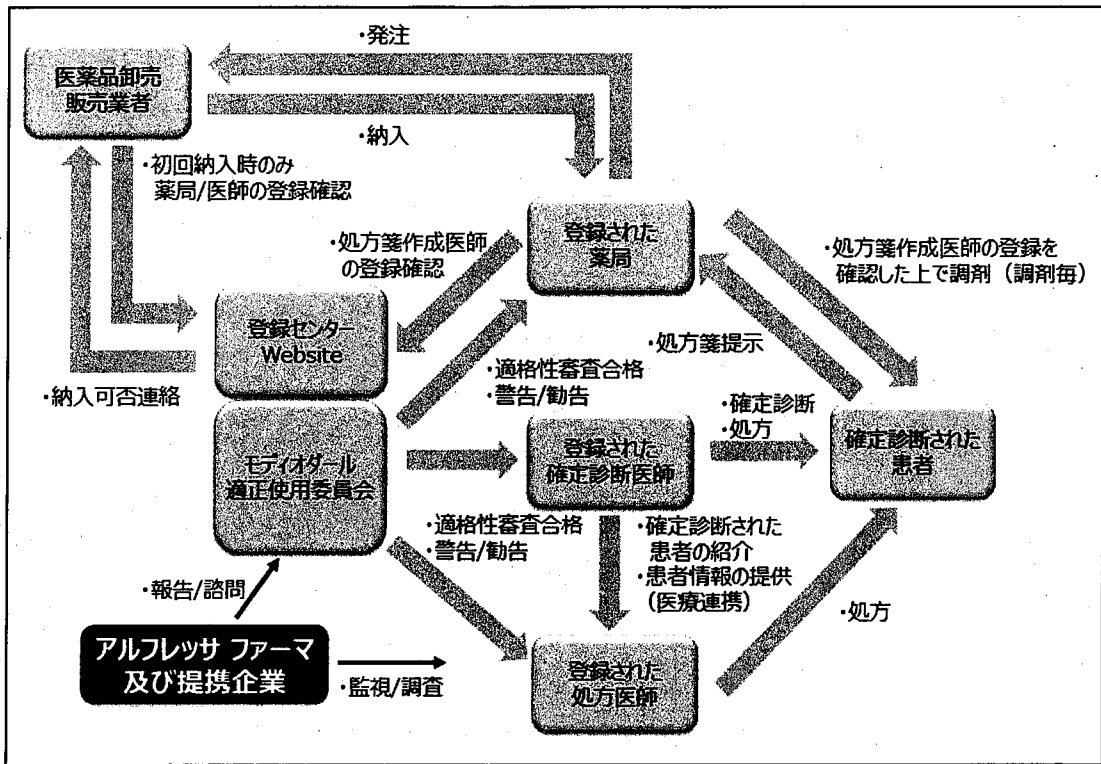 ・発注
医薬品卸売
販売業者
・納入
・初回納入時のみ
薬局/医師の登録確認
登録された
薬局
・処方箋作成医師
の登録確認
・処方箋作成医師の登録を
確認した上で調剤（調剤毎）
登録センター
Website
・処方箋提示
・納入可否連絡
・適格性審査合格
・警告/勧告
・確定診断
・処方
モディオダール
適正使用委員会
登録された
確定診断医師
確定診断された
患者
・適格性審査合格
・警告/勧告
・確定診断された
患者の紹介
・患者情報の提供
（医療連携）
・報告/諮問
・処方
アルフレッサ ファーマ
及び提携企業
・監視/調査
登録された
処方医師